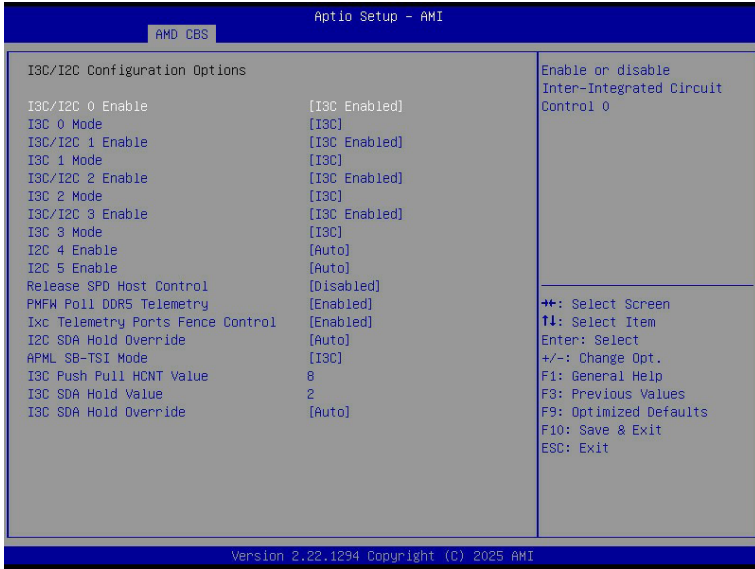 Aptio Setup – AMI
AMD CBS
I3C/I2C Configuration Options
I3C/I2C 0 Enable [I3C Enabled]
I3C 0 Mode [I3C]
I3C/I2C 1 Enable [I3C Enabled]
I3C 1 Mode [I3C]
I3C/I2C 2 Enable [I3C Enabled]
I3C 2 Mode [I3C]
I3C/I2C 3 Enable [I3C Enabled]
I3C 3 Mode [I3C]
I2C 4 Enable [Auto]
I2C 5 Enable [Auto]
Release SPD Host Control [Disabled]
PMFW Poll DDR5 Telemetry [Enabled]
Ixc Telemetry Ports Fence Control [Enabled]
I2C SDA Hold Override [Auto]
APML SB-TSI Mode [I3C]
I3C Push Pull HCNT Value 8
I3C SDA Hold Value 2
I3C SDA Hold Override [Auto]
Enable or disable
Inter-Integrated Circuit
Control 0
→←: Select Screen
↑↓: Select Item
Enter: Select
+/-: Change Opt.
F1: General Help
F3: Previous Values
F9: Optimized Defaults
F10: Save & Exit
ESC: Exit
Version 2.22.1294 Copyright (C) 2025 AMI